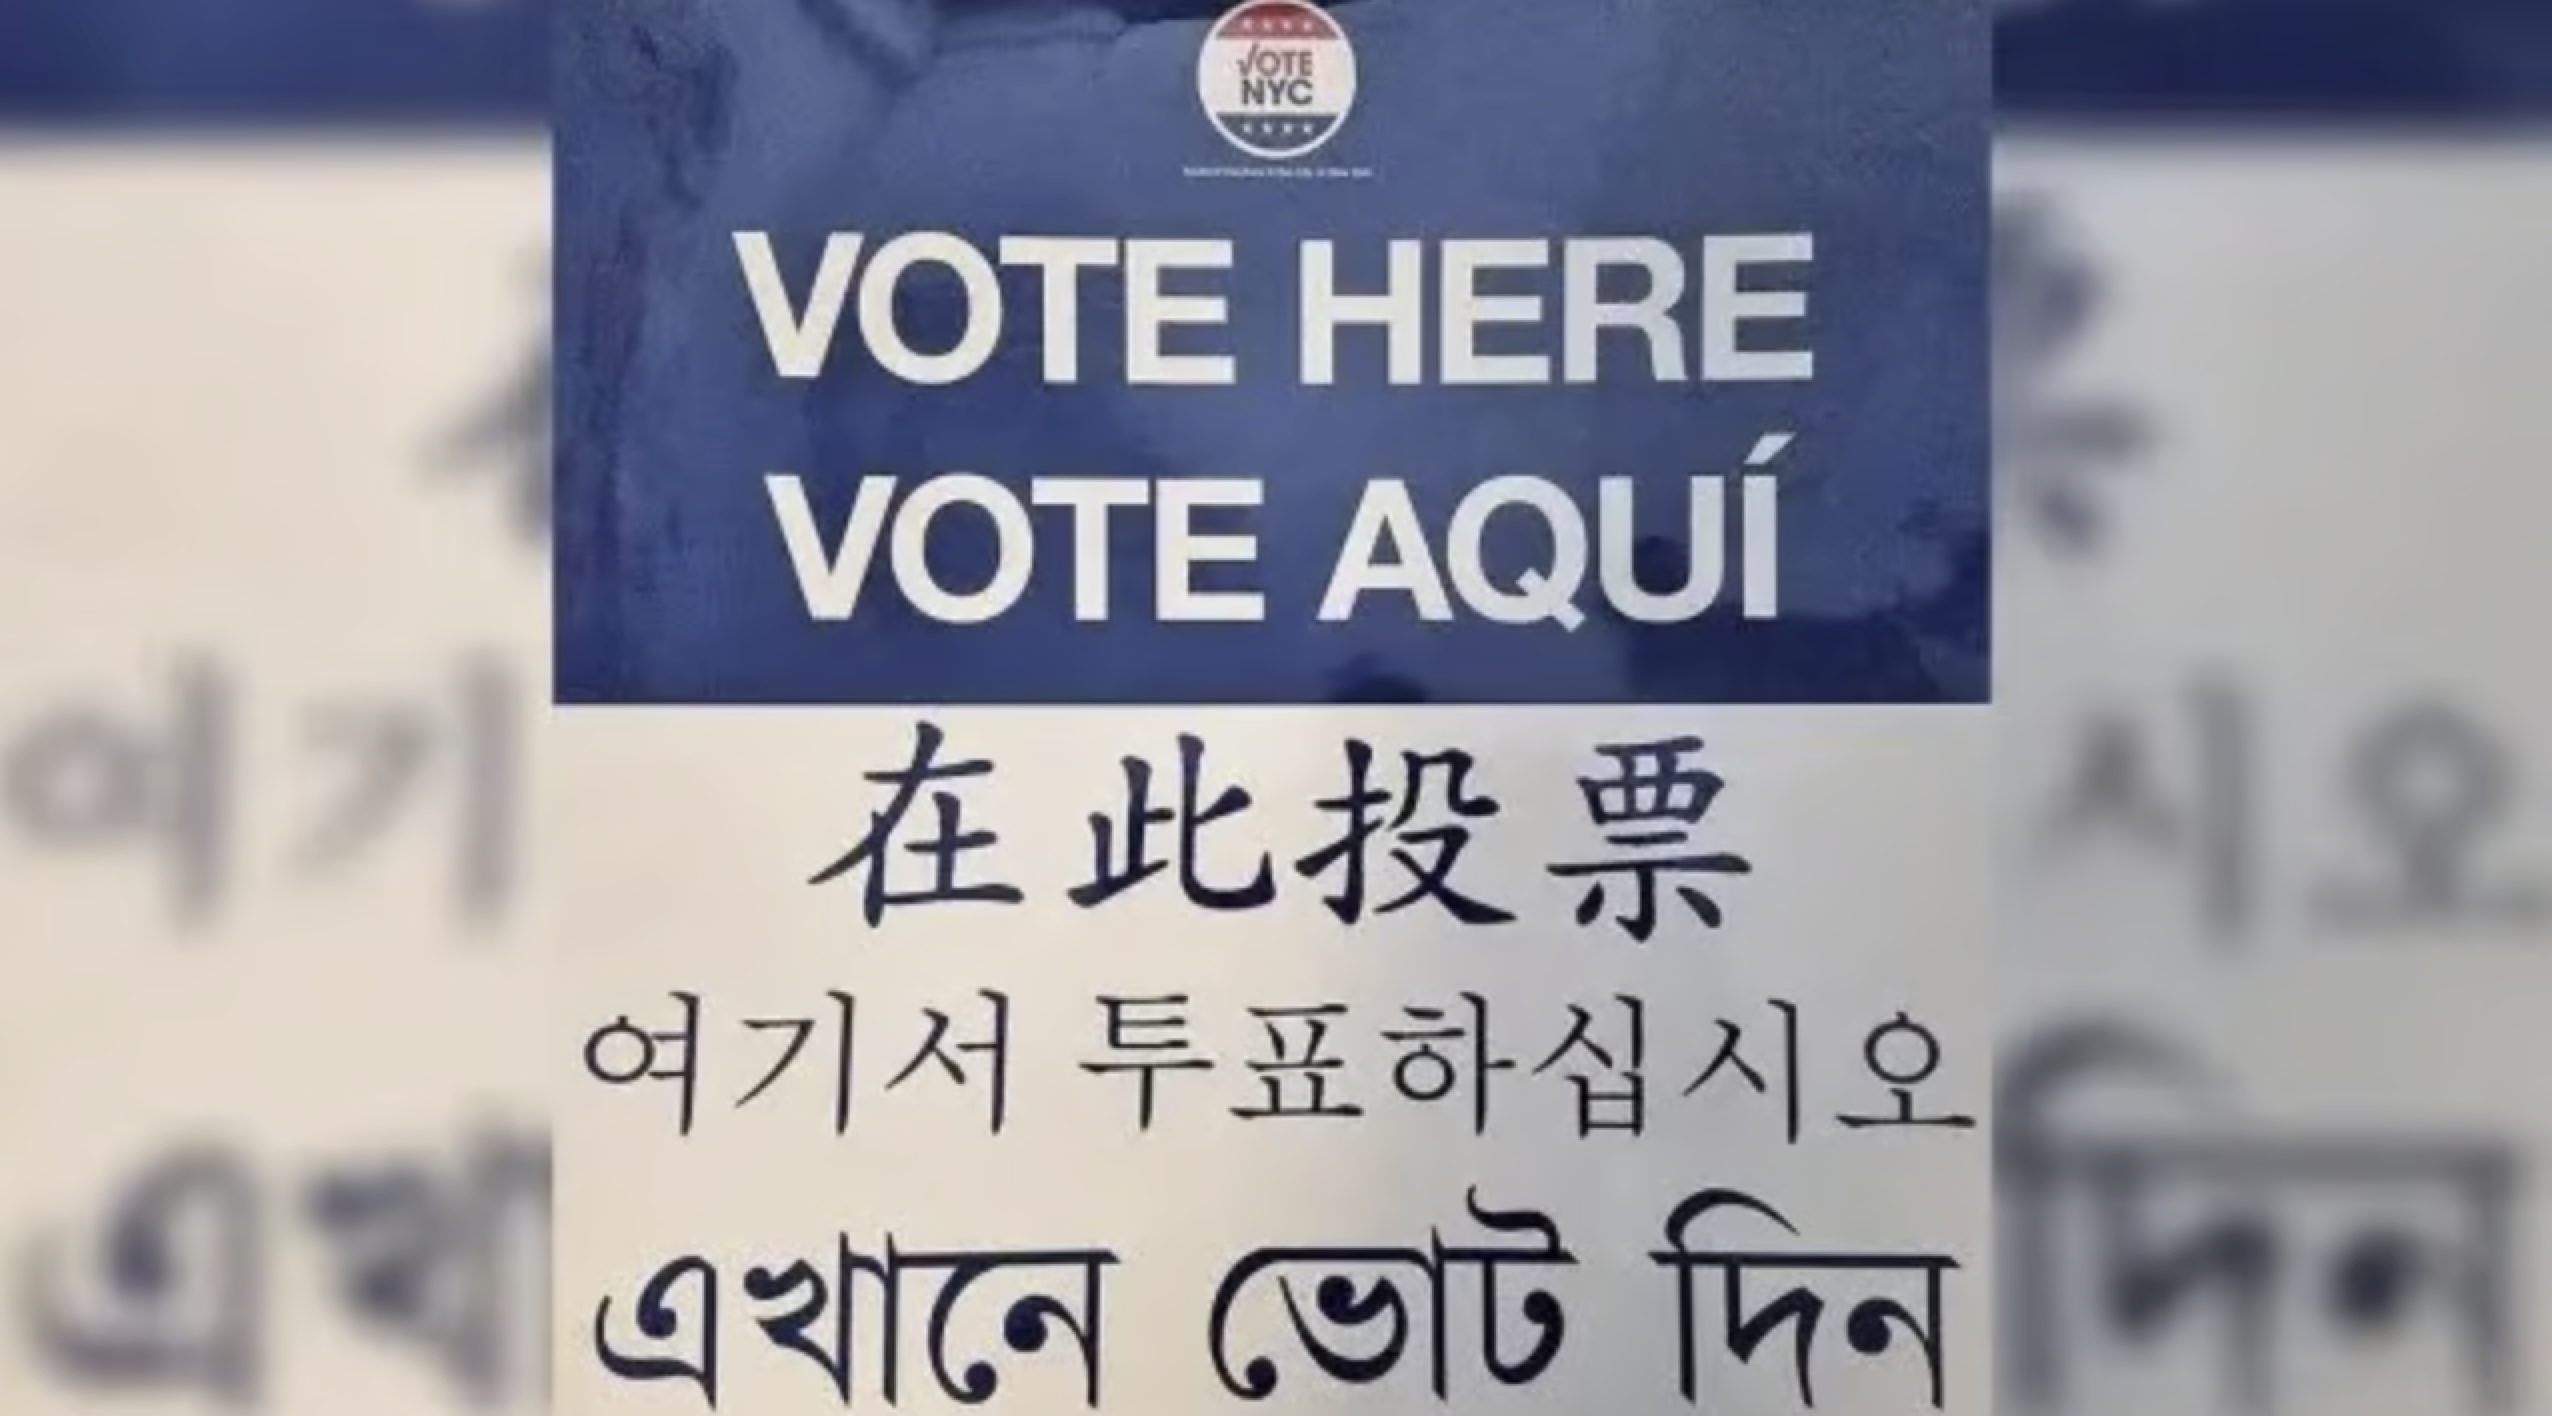 VOTE
NYC
VOTE HERE
VOTE AQUÍ
在此投票
여기서 투표하십시오
এখানে ভোট দিন